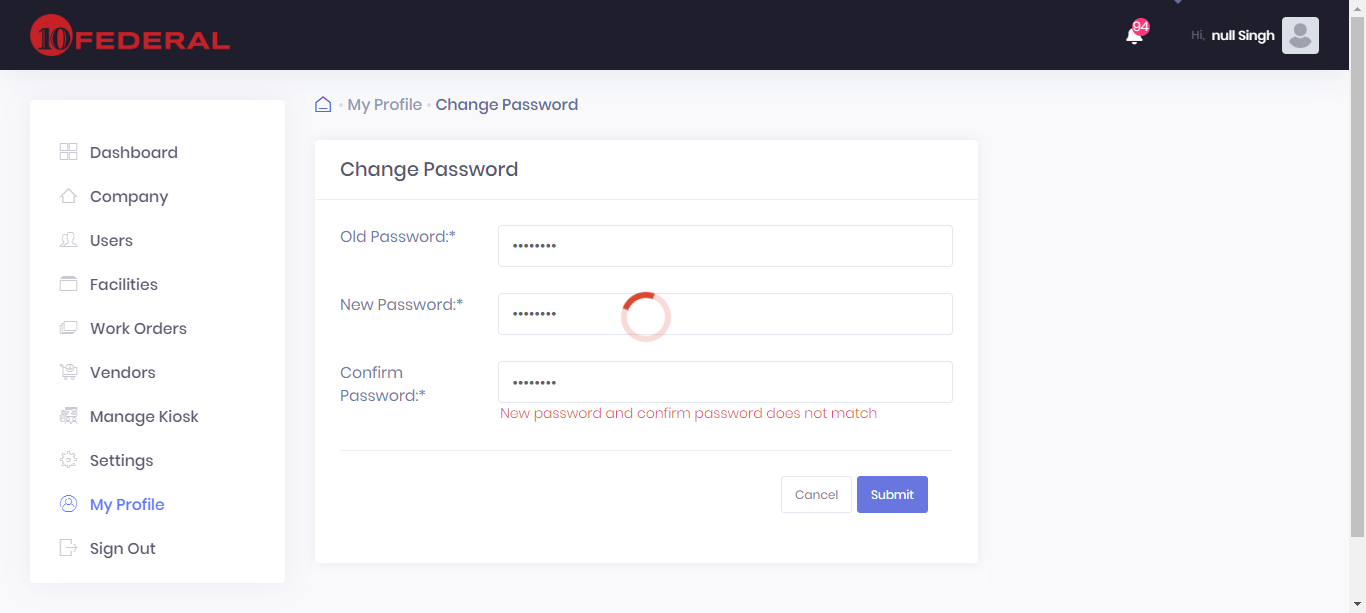 10 FEDERAL
94
Hi, null Singh
Dashboard
Company
Users
Facilities
Work Orders
Vendors
Manage Kiosk
Settings
My Profile
Sign Out
My Profile • Change Password
Change Password
Old Password:* ••••••••
New Password:* ••••••••
Confirm
Password:* ••••••••
New password and confirm password does not match
Cancel Submit